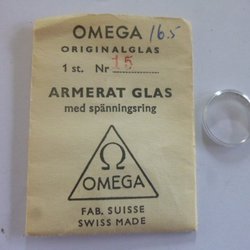 OMEGA 16.5
ORIGINALGLAS
1 st. Nr 15
ARMERAT GLAS
med spänningsring
Ω
OMEGA
FAB. SUISSE
SWISS MADE